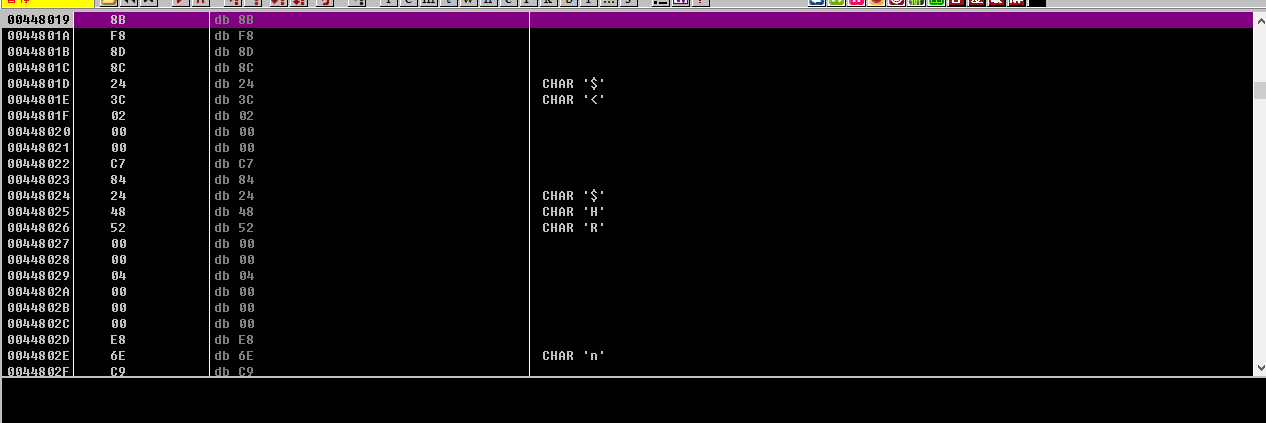 00448019 8B db 8B
0044801A F8 db F8
0044801B 8D db 8D
0044801C 8C db 8C
0044801D 24 db 24 CHAR '$'
0044801E 3C db 3C CHAR '<'
0044801F 02 db 02
00448020 00 db 00
00448021 00 db 00
00448022 C7 db C7
00448023 84 db 84
00448024 24 db 24 CHAR '$'
00448025 48 db 48 CHAR 'H'
00448026 52 db 52 CHAR 'R'
00448027 00 db 00
00448028 00 db 00
00448029 04 db 04
0044802A 00 db 00
0044802B 00 db 00
0044802C 00 db 00
0044802D E8 db E8
0044802E 6E db 6E CHAR 'n'
0044802F C9 db C9